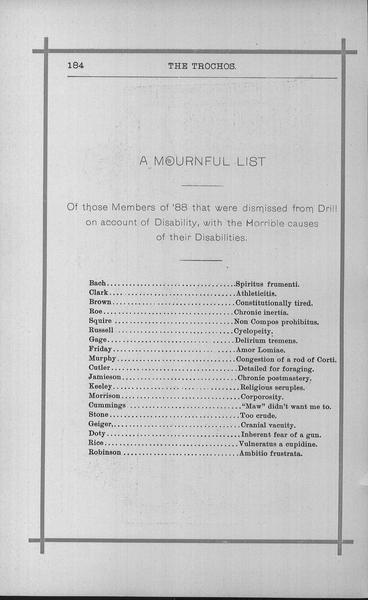 184 THE TROCHOS.
A MOURNFUL LIST
Of those Members of '88 that were dismissed from Drill
on account of Disability, with the Horrible causes
of their Disabilities.
Bach......................................Spiritus frumenti.
Clark......................................Athleticitis.
Brown......................................Constitutionally tired.
Roe......................................Chronic inertia.
Squire ......................................Non Compos prohibitus.
Russell ......................................Cyclopeity.
Gage......................................Delirium tremens.
Friday......................................Amor Lomiae.
Murphy......................................Congestion of a rod of Corti.
Cutler......................................Detailed for foraging.
Jamieson......................................Chronic postmastery.
Keeley......................................Religious scruples.
Morrison......................................Corporosity.
Cummings ......................................"Maw" didn't want me to.
Stone......................................Too crude.
Geiger,......................................Cranial vacuity.
Doty......................................Inherent fear of a gun.
Rice......................................Vulneratus a cupidine.
Robinson ......................................Ambitio frustrata.